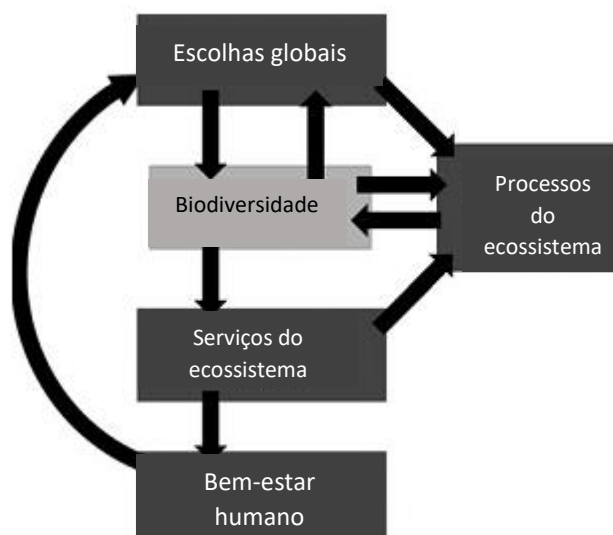 Escolhas globais
Biodiversidade
Processos
do
ecossistema
Serviços do
ecossistema
Bem-estar
humano